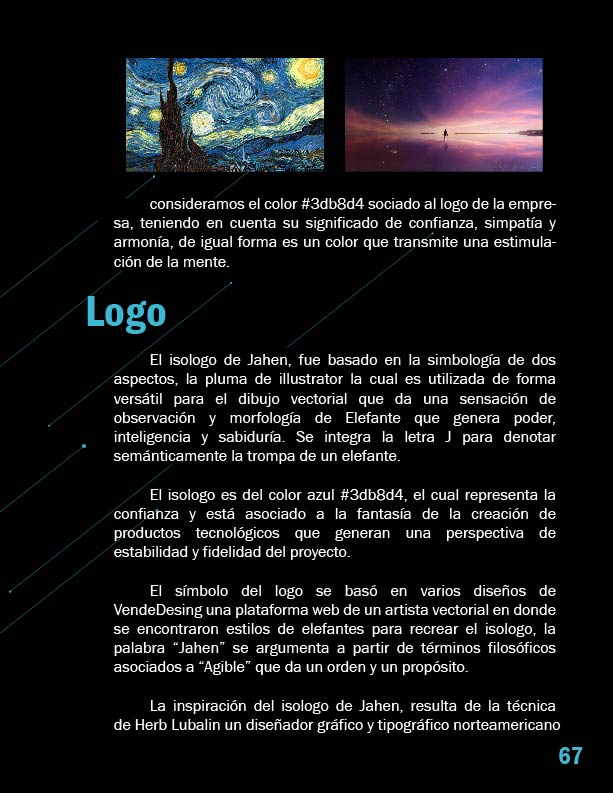 consideramos el color #3db8d4 sociado al logo de la empre-
sa, teniendo en cuenta su significado de confianza, simpatía y
armonía, de igual forma es un color que transmite una estimula-
ción de la mente.
Logo
El isologo de Jahen, fue basado en la simbología de dos
aspectos, la pluma de illustrator la cual es utilizada de forma
versátil para el dibujo vectorial que da una sensación de
observación y morfología de Elefante que genera poder,
inteligencia y sabiduría. Se integra la letra J para denotar
semánticamente la trompa de un elefante.
El isologo es del color azul #3db8d4, el cual representa la
confianza y está asociado a la fantasía de la creación de
productos tecnológicos que generan una perspectiva de
estabilidad y fidelidad del proyecto.
El símbolo del logo se basó en varios diseños de
VendeDesing una plataforma web de un artista vectorial en donde
se encontraron estilos de elefantes para recrear el isologo, la
palabra “Jahen” se argumenta a partir de términos filosóficos
asociados a “Agible” que da un orden y un propósito.
La inspiración del isologo de Jahen, resulta de la técnica
de Herb Lubalin un diseñador gráfico y tipográfico norteamericano
67